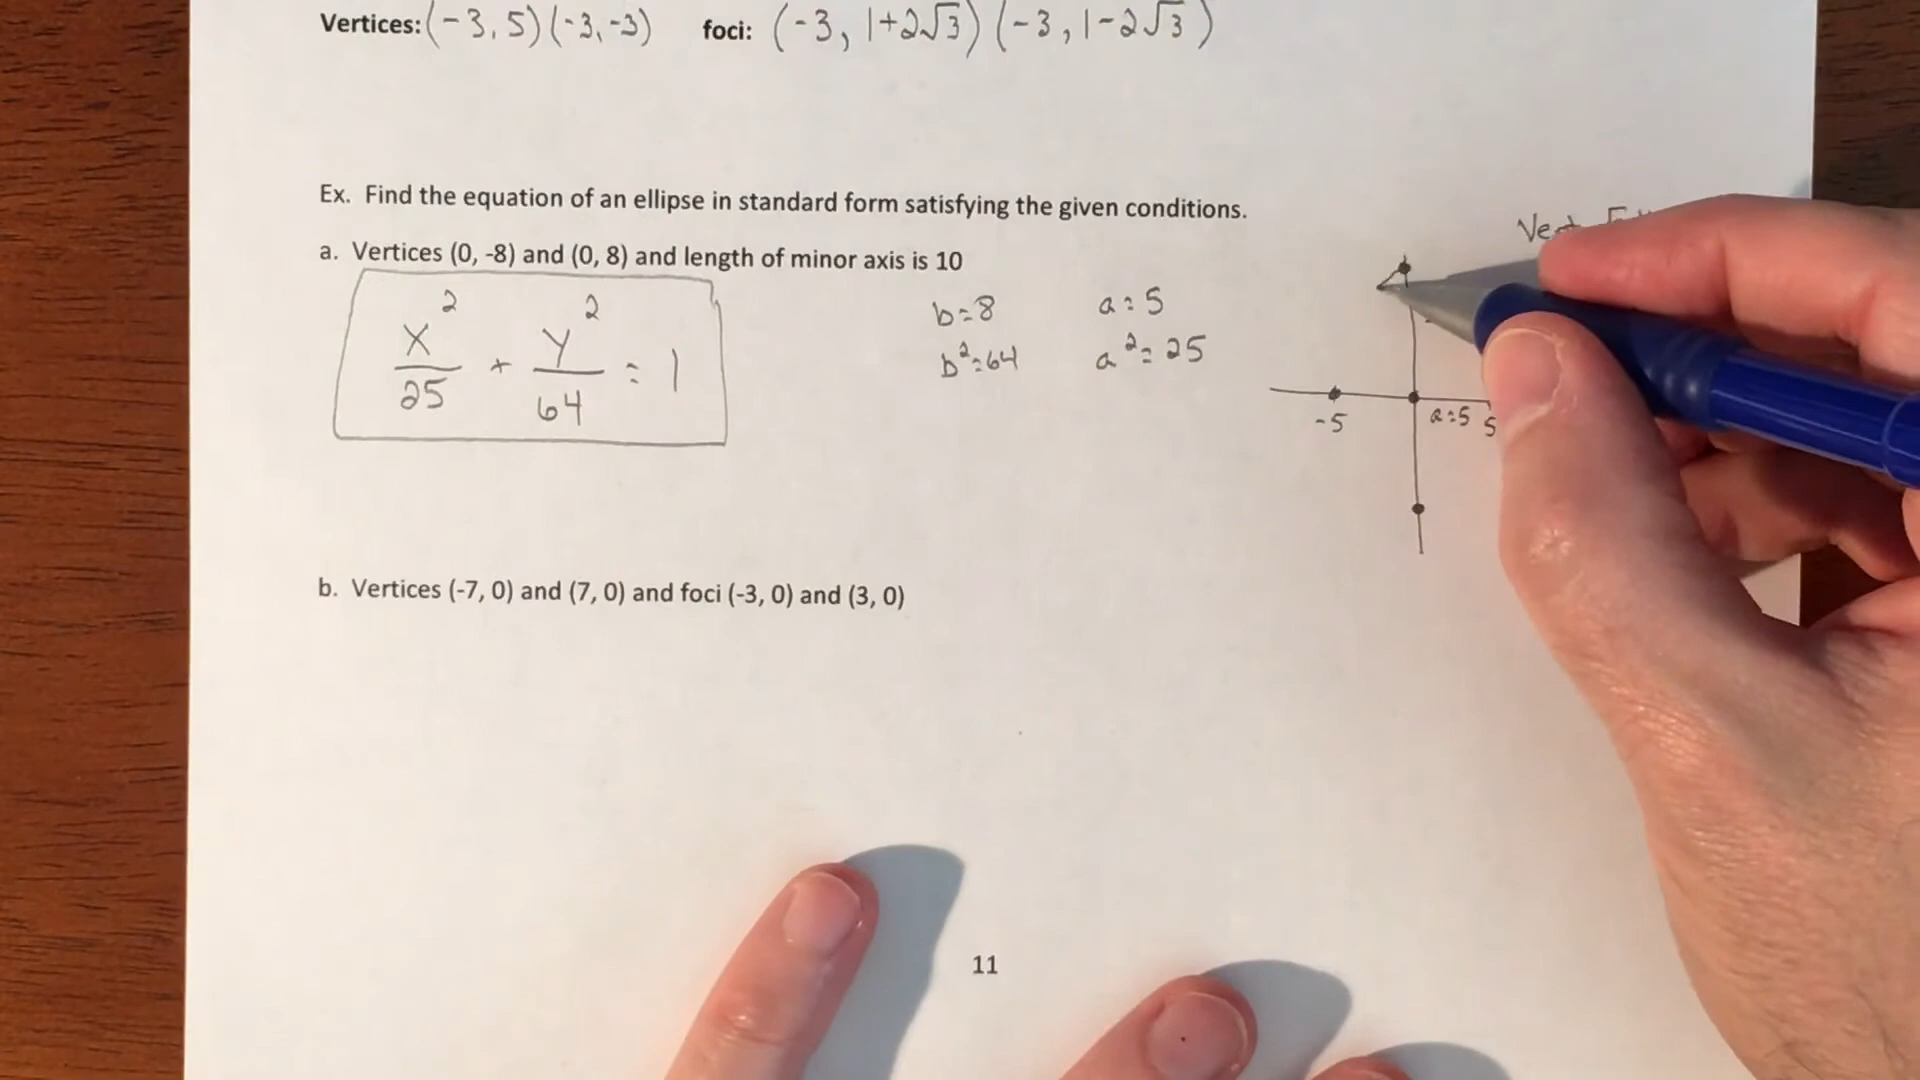 Vertices: (-3, 5) (-3, -3) foci: (-3, 1+2√3) (-3, 1-2√3)
Ex. Find the equation of an ellipse in standard form satisfying the given conditions.
a. Vertices (0, -8) and (0, 8) and length of minor axis is 10
x²/25 + y²/64 = 1
b=8 a=5
b²=64 a²=25
-5 a=5 5
b. Vertices (-7, 0) and (7, 0) and foci (-3, 0) and (3, 0)
11